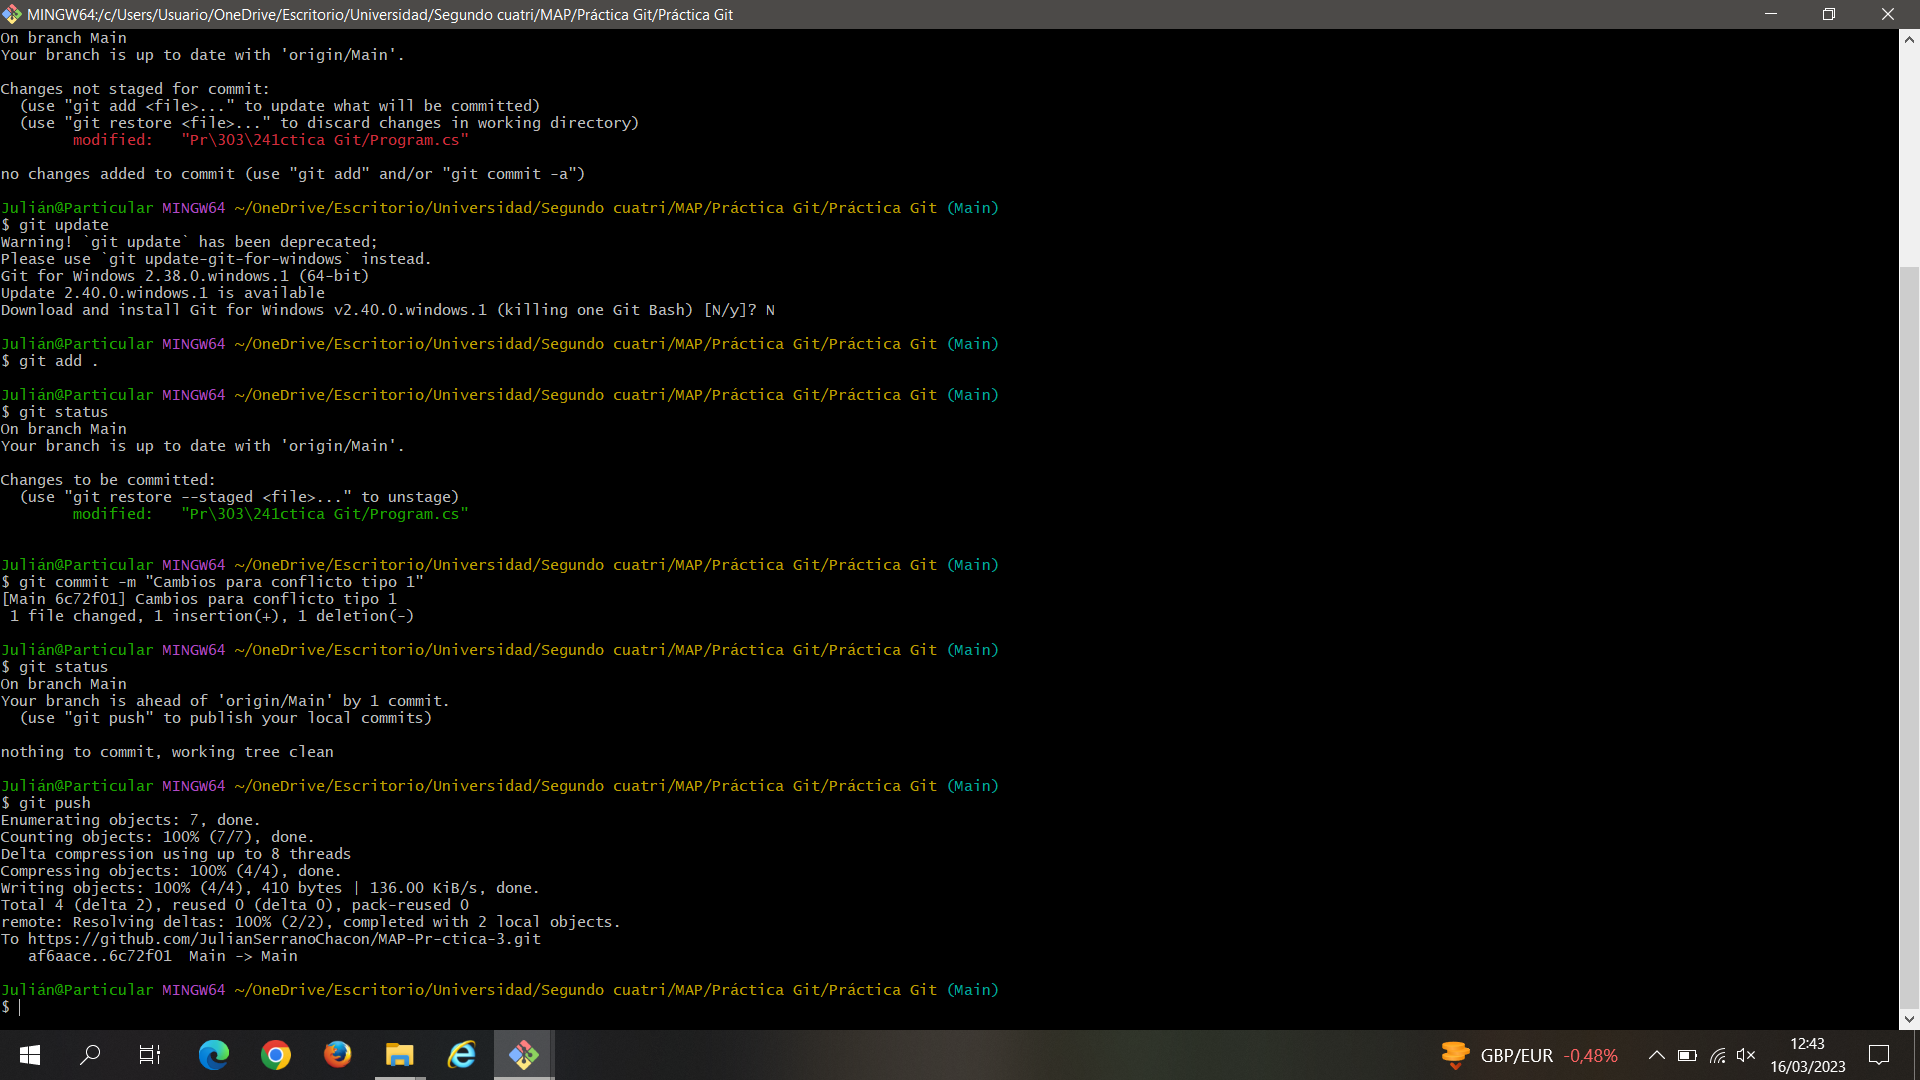 MINGW64:/c/Users/Usuario/OneDrive/Escritorio/Universidad/Segundo cuatri/MAP/Práctica Git/Práctica Git
On branch Main
Your branch is up to date with 'origin/Main'.
Changes not staged for commit:
  (use "git add <file>..." to update what will be committed)
  (use "git restore <file>..." to discard changes in working directory)
        modified:   "Pr\303\241ctica Git/Program.cs"
no changes added to commit (use "git add" and/or "git commit -a")
Julián@Particular MINGW64 ~/OneDrive/Escritorio/Universidad/Segundo cuatri/MAP/Práctica Git/Práctica Git (Main)
$ git update
Warning! `git update` has been deprecated;
Please use `git update-git-for-windows` instead.
Git for Windows 2.38.0.windows.1 (64-bit)
Update 2.40.0.windows.1 is available
Download and install Git for Windows v2.40.0.windows.1 (killing one Git Bash) [N/y]? N
Julián@Particular MINGW64 ~/OneDrive/Escritorio/Universidad/Segundo cuatri/MAP/Práctica Git/Práctica Git (Main)
$ git add .
Julián@Particular MINGW64 ~/OneDrive/Escritorio/Universidad/Segundo cuatri/MAP/Práctica Git/Práctica Git (Main)
$ git status
On branch Main
Your branch is up to date with 'origin/Main'.
Changes to be committed:
  (use "git restore --staged <file>..." to unstage)
        modified:   "Pr\303\241ctica Git/Program.cs"
Julián@Particular MINGW64 ~/OneDrive/Escritorio/Universidad/Segundo cuatri/MAP/Práctica Git/Práctica Git (Main)
$ git commit -m "Cambios para conflicto tipo 1"
[Main 6c72f01] Cambios para conflicto tipo 1
 1 file changed, 1 insertion(+), 1 deletion(-)
Julián@Particular MINGW64 ~/OneDrive/Escritorio/Universidad/Segundo cuatri/MAP/Práctica Git/Práctica Git (Main)
$ git status
On branch Main
Your branch is ahead of 'origin/Main' by 1 commit.
  (use "git push" to publish your local commits)
nothing to commit, working tree clean
Julián@Particular MINGW64 ~/OneDrive/Escritorio/Universidad/Segundo cuatri/MAP/Práctica Git/Práctica Git (Main)
$ git push
Enumerating objects: 7, done.
Counting objects: 100% (7/7), done.
Delta compression using up to 8 threads
Compressing objects: 100% (4/4), done.
Writing objects: 100% (4/4), 410 bytes | 136.00 KiB/s, done.
Total 4 (delta 2), reused 0 (delta 0), pack-reused 0
remote: Resolving deltas: 100% (2/2), completed with 2 local objects.
To https://github.com/JulianSerranoChacon/MAP-Pr-ctica-3.git
   af6aace..6c72f01  Main -> Main
Julián@Particular MINGW64 ~/OneDrive/Escritorio/Universidad/Segundo cuatri/MAP/Práctica Git/Práctica Git (Main)
$
GBP/EUR -0,48%
12:43
16/03/2023